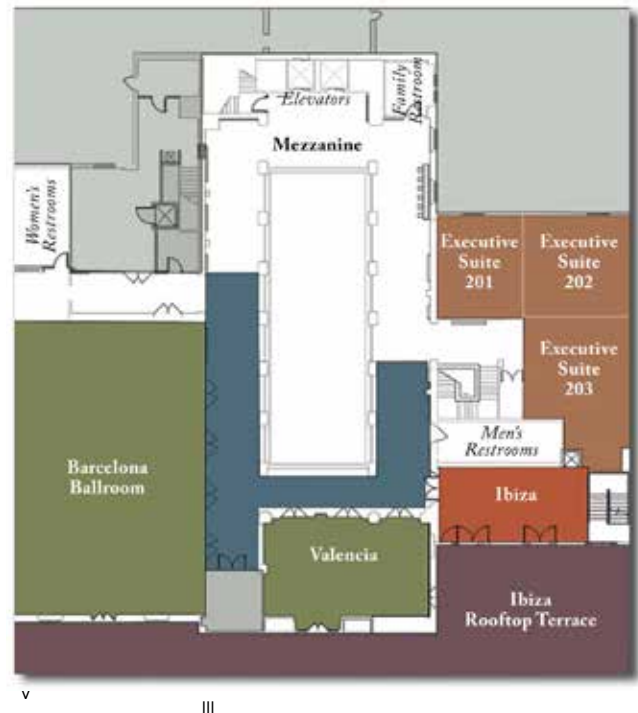 Elevators
Family
Restroom
Mezzanine
Women's
Restrooms
Executive
Suite
201
Executive
Suite
202
Executive
Suite
203
Men's
Restrooms
Barcelona
Ballroom
Ibiza
Valencia
Ibiza
Rooftop Terrace
v
III